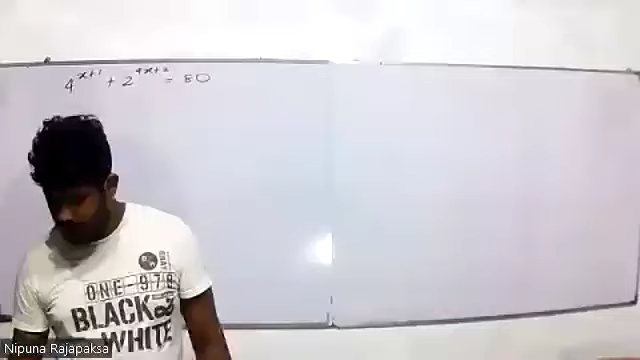 4^{x+1} + 2^{4x+2} = 80
ONE-978
BLACK
WHITE
Nipuna Rajapaksa